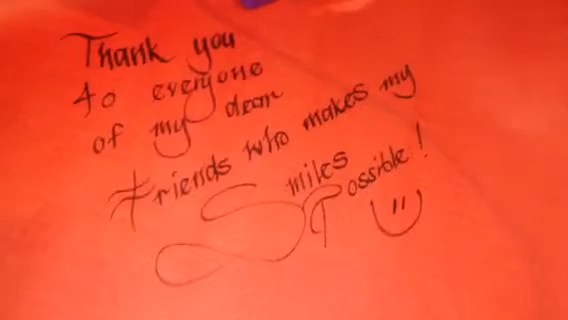 Thank you
to everyone
of my dear
Friends who makes my
Smiles
Possible!